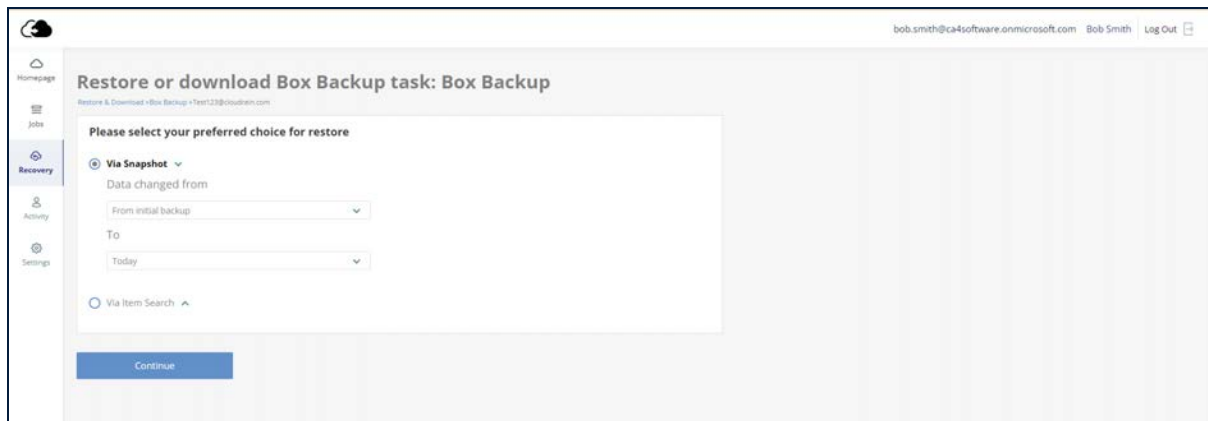 bob.smith@ca4software.onmicrosoft.com Bob Smith Log Out
Homepage
Jobs
Recovery
Activity
Settings
Restore or download Box Backup task: Box Backup
Restore & Download >Box Backup >Test123@cloudrein.com
Please select your preferred choice for restore
Via Snapshot
Data changed from
From initial backup
To
Today
Via Item Search
Continue